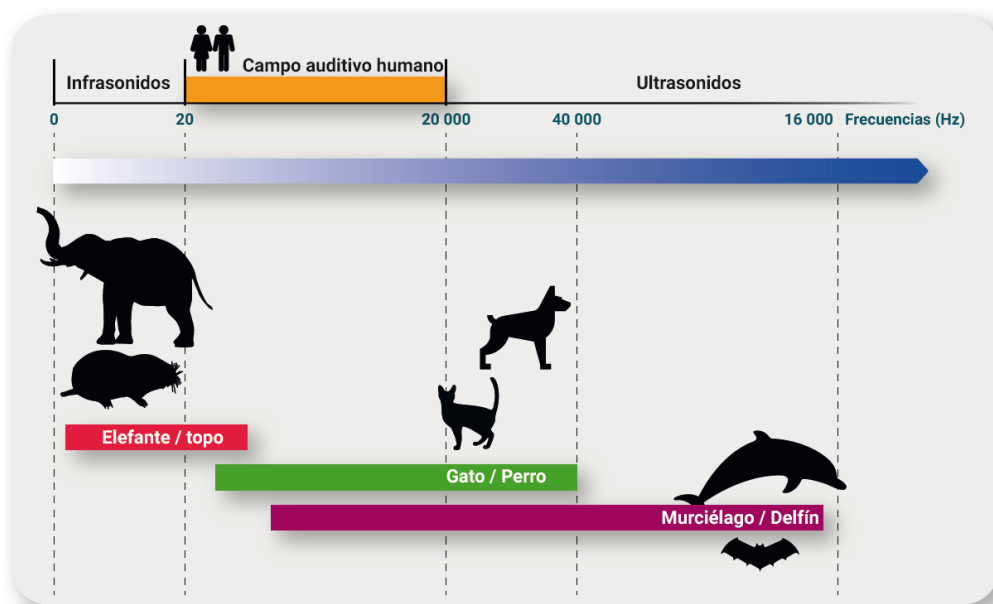 Campo auditivo humano
Infrasonidos
Ultrasonidos
0
20
20 000
40 000
16 000
Frecuencias (Hz)
Elefante / topo
Gato / Perro
Murciélago / Delfín